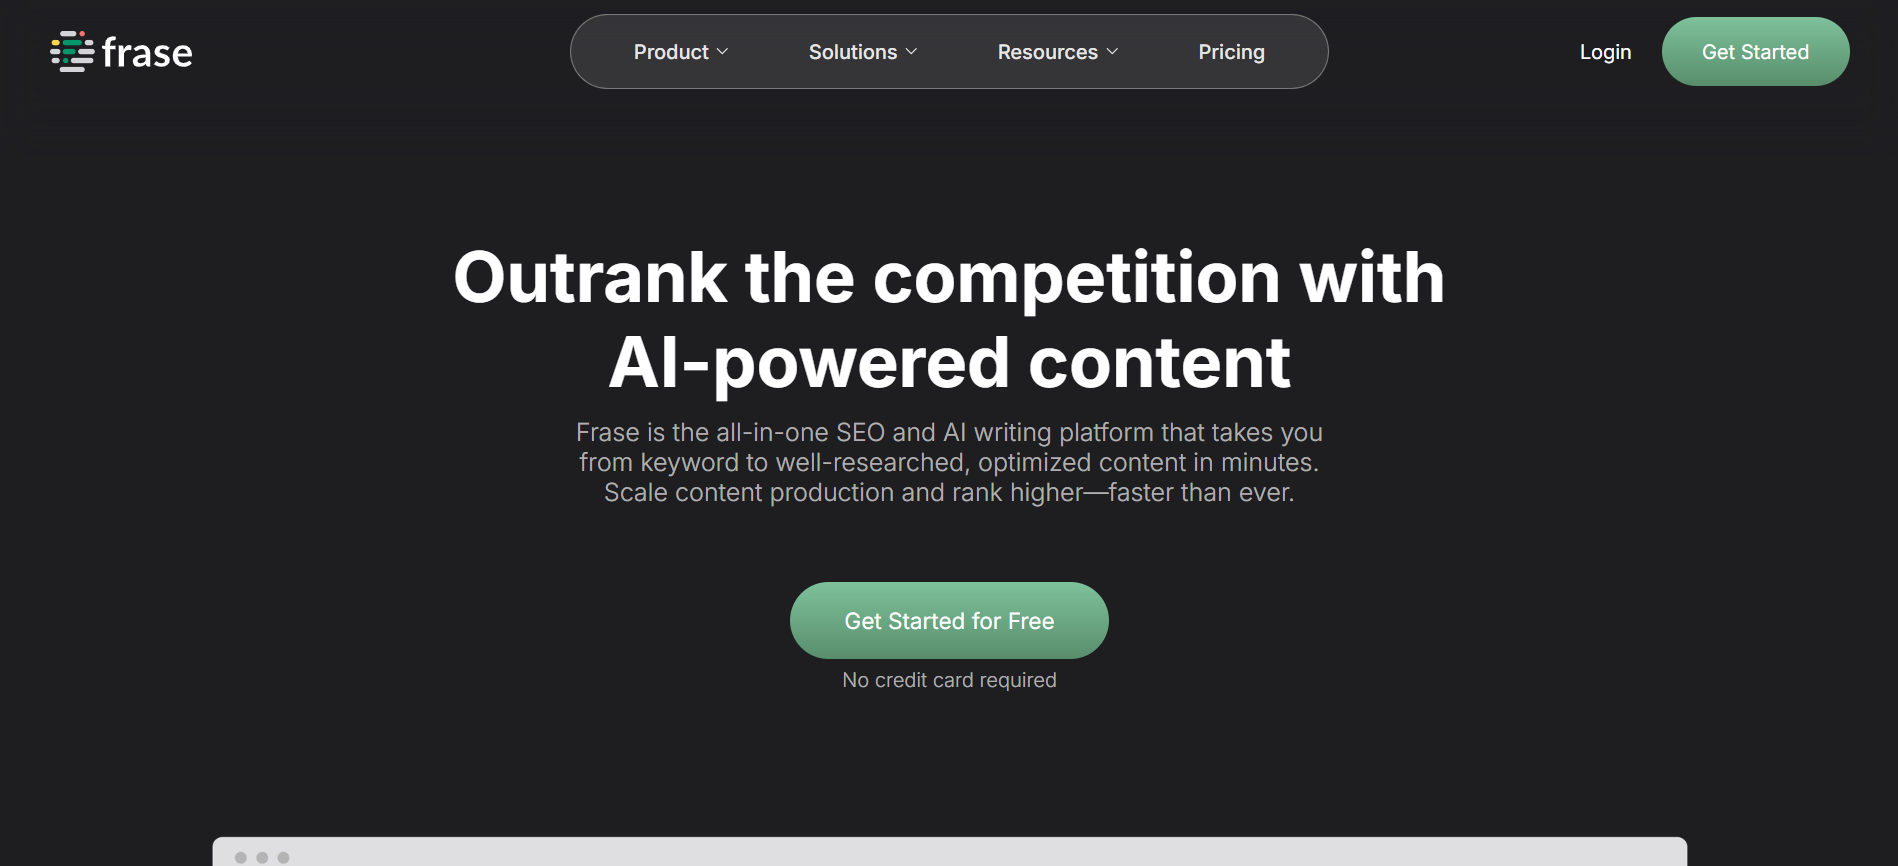 frase
Product
Solutions
Resources
Pricing
Login
Get Started
Outrank the competition with
AI-powered content
Frase is the all-in-one SEO and AI writing platform that takes you
from keyword to well-researched, optimized content in minutes.
Scale content production and rank higher—faster than ever.
Get Started for Free
No credit card required